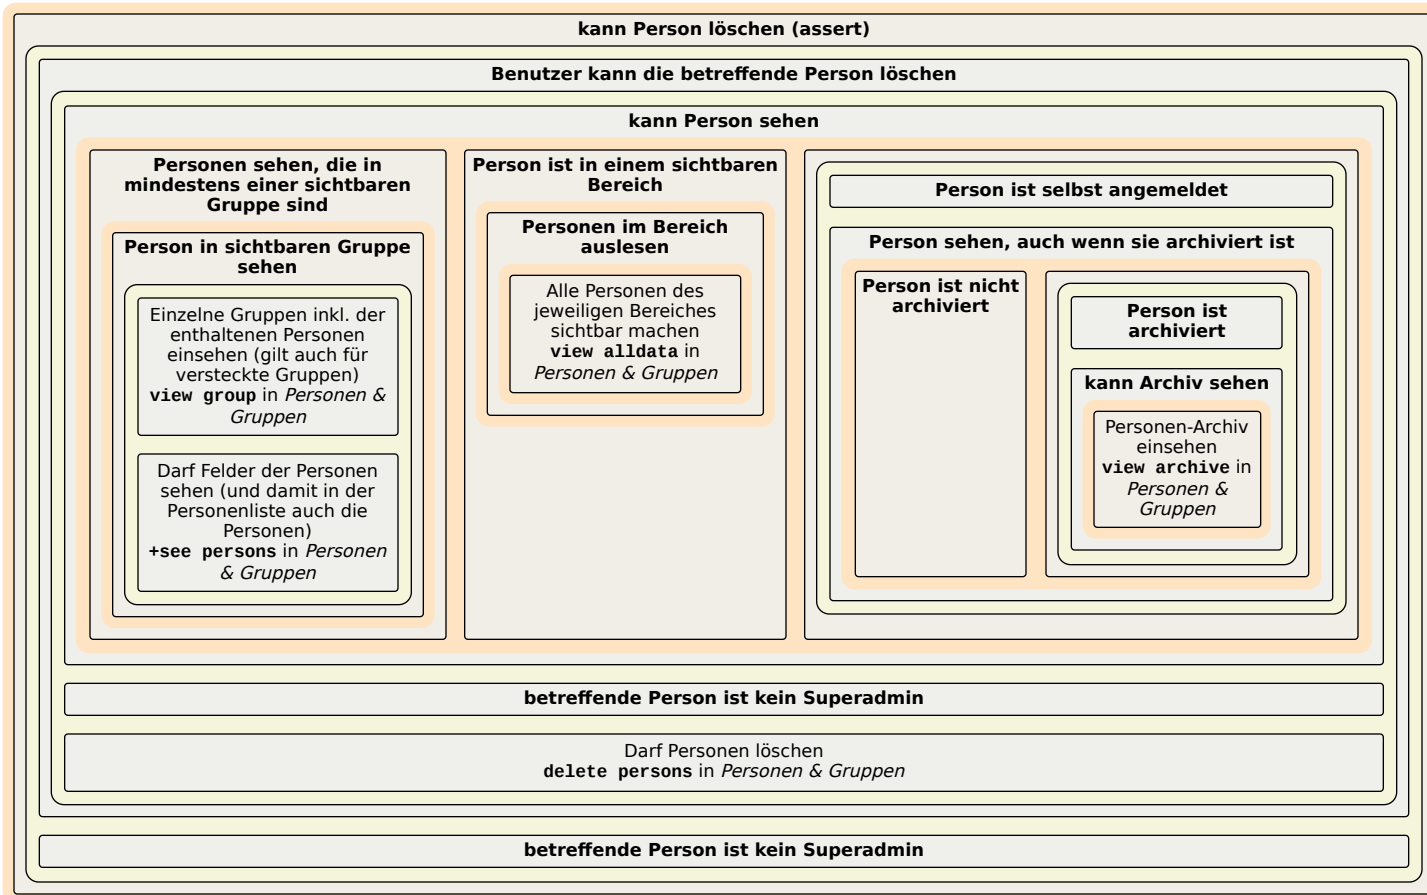 kann Person löschen (assert)
Benutzer kann die betreffende Person löschen
kann Person sehen
Personen sehen, die in
mindestens einer sichtbaren
Gruppe sind
Person in sichtbaren Gruppe
sehen
Einzelne Gruppen inkl. der
enthaltenen Personen
einsehen (gilt auch für
versteckte Gruppen)
view group in Personen &
Gruppen
Darf Felder der Personen
sehen (und damit in der
Personenliste auch die
Personen)
+see persons in Personen
& Gruppen
Person ist in einem sichtbaren
Bereich
Personen im Bereich
auslesen
Alle Personen des
jeweiligen Bereiches
sichtbar machen
view alldata in
Personen & Gruppen
Person ist selbst angemeldet
Person sehen, auch wenn sie archiviert ist
Person ist nicht
archiviert
Person ist
archiviert
kann Archiv sehen
Personen-Archiv
einsehen
view archive in
Personen &
Gruppen
betreffende Person ist kein Superadmin
Darf Personen löschen
delete persons in Personen & Gruppen
betreffende Person ist kein Superadmin